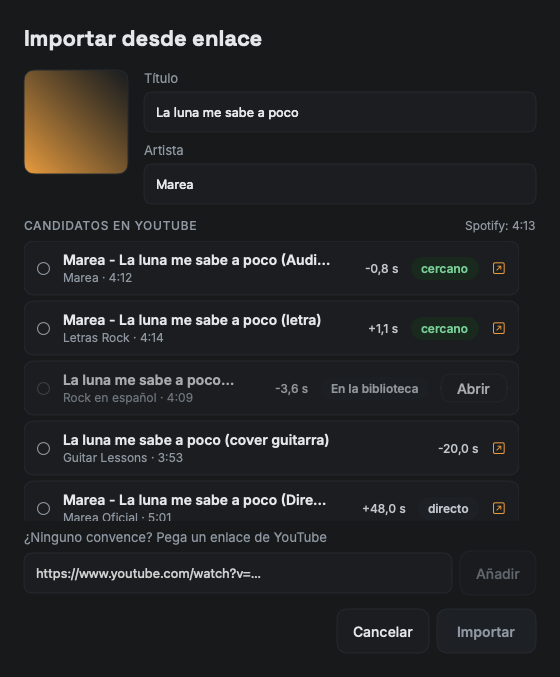 Importar desde enlace
Título
La luna me sabe a poco
Artista
Marea
CANDIDATOS EN YOUTUBE
Spotify: 4:13
Marea - La luna me sabe a poco (Audi...
-0,8 s
cercano
Marea · 4:12
Marea - La luna me sabe a poco (letra)
+1,1 s
cercano
Letras Rock · 4:14
La luna me sabe a poco...
-3,6 s
En la biblioteca
Abrir
Rock en español · 4:09
La luna me sabe a poco (cover guitarra)
-20,0 s
Guitar Lessons · 3:53
Marea - La luna me sabe a poco (Dire...
+48,0 s
directo
Marea Oficial · 5:01
¿Ninguno convence? Pega un enlace de YouTube
https://www.youtube.com/watch?v=...
Añadir
Cancelar
Importar